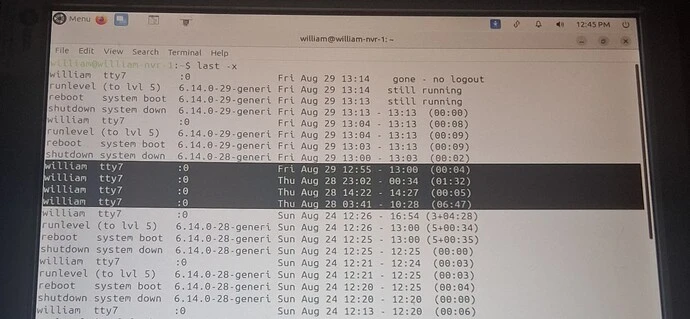 Menu
12:45 PM
william@william-nvr-1: ~
File Edit View Search Terminal Help
william@william-nvr-1:~$ last -x
william tty7 :0 Fri Aug 29 13:14 gone - no logout
runlevel (to lvl 5) 6.14.0-29-generi Fri Aug 29 13:14 still running
reboot system boot 6.14.0-29-generi Fri Aug 29 13:13 still running
shutdown system down 6.14.0-29-generi Fri Aug 29 13:13 - 13:13 (00:00)
william tty7 :0 Fri Aug 29 13:04 - 13:13 (00:08)
runlevel (to lvl 5) 6.14.0-29-generi Fri Aug 29 13:04 - 13:13 (00:09)
reboot system boot 6.14.0-29-generi Fri Aug 29 13:03 - 13:13 (00:09)
shutdown system down 6.14.0-28-generi Fri Aug 29 13:00 - 13:03 (00:02)
william tty7 :0 Fri Aug 29 12:55 - 13:00 (00:04)
william tty7 :0 Thu Aug 28 23:02 - 00:34 (01:32)
william tty7 :0 Thu Aug 28 14:22 - 14:27 (00:05)
william tty7 :0 Thu Aug 28 03:41 - 10:28 (06:47)
william tty7 :0 Sun Aug 24 12:26 - 16:54 (3+04:28)
runlevel (to lvl 5) 6.14.0-28-generi Sun Aug 24 12:26 - 13:00 (5+00:34)
reboot system boot 6.14.0-28-generi Sun Aug 24 12:25 - 13:00 (5+00:35)
shutdown system down 6.14.0-28-generi Sun Aug 24 12:25 - 12:25 (00:00)
william tty7 :0 Sun Aug 24 12:21 - 12:24 (00:03)
runlevel (to lvl 5) 6.14.0-28-generi Sun Aug 24 12:21 - 12:25 (00:03)
reboot system boot 6.14.0-28-generi Sun Aug 24 12:20 - 12:25 (00:04)
shutdown system down 6.14.0-28-generi Sun Aug 24 12:20 - 12:20 (00:00)
william tty7 :0 Sun Aug 24 12:13 - 12:20 (00:06)